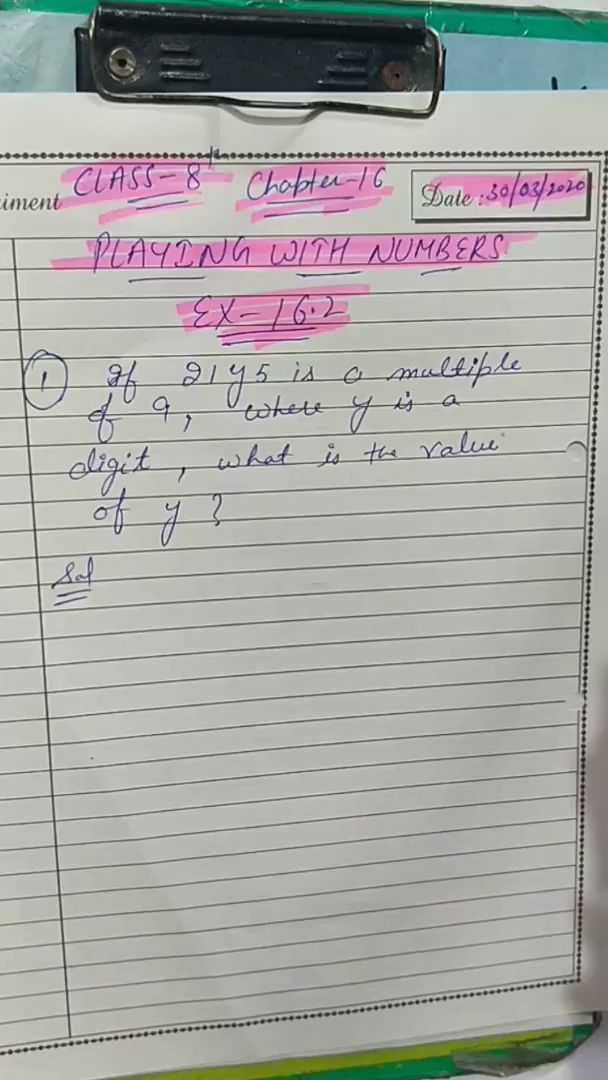 CLASS-8th Chapter-16
iment
Date : 30/03/2020
PLAYING WITH NUMBERS.
EX-16.2
1 If 21y5 is a multiple
of 9, where y is a
digit, what is the value
of y ?
Sol